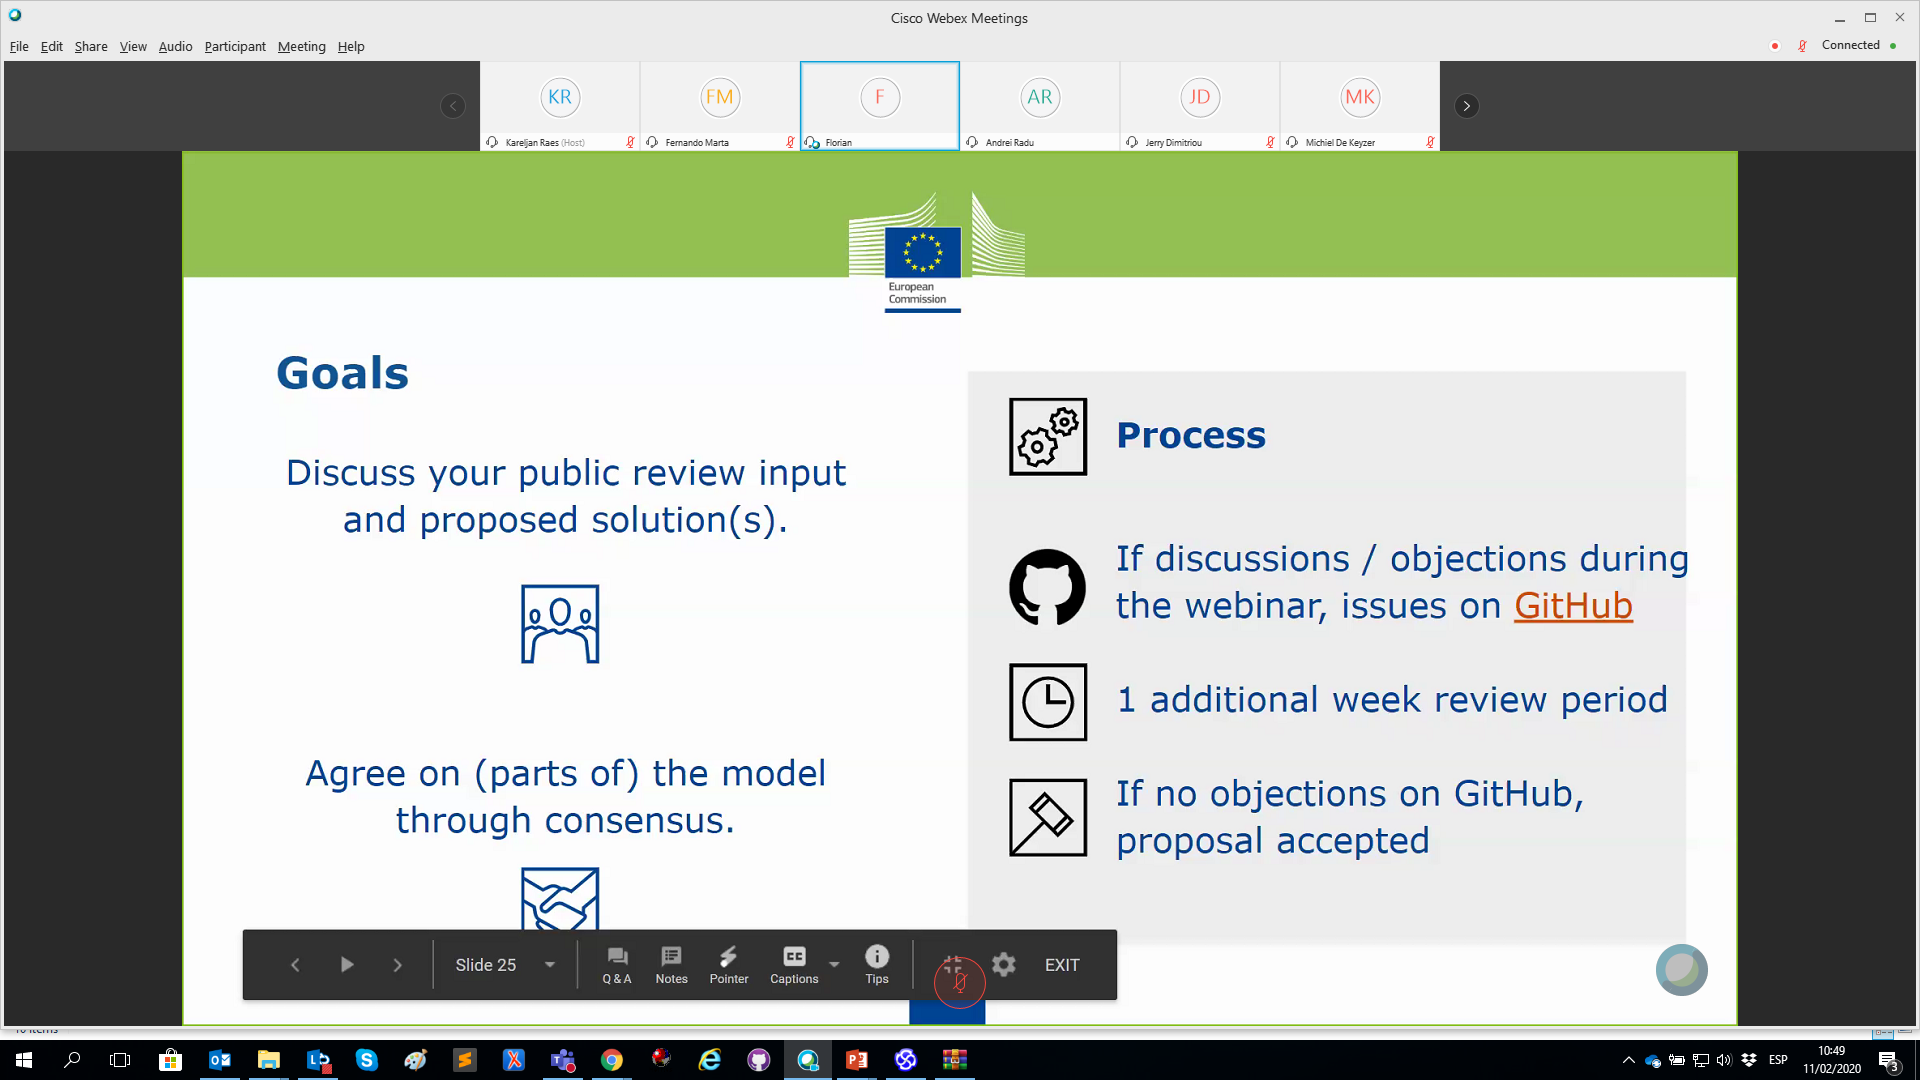 Cisco Webex Meetings
File Edit Share View Audio Participant Meeting Help
Connected
KR
FM
F
AR
JD
MK
Kareljan Raes (Host)
Fernando Marta
Florian
Andrei Radu
Jerry Dimitriou
Michiel De Keyzer
European
Commission
Goals
Discuss your public review input
and proposed solution(s).
Agree on (parts of) the model
through consensus.
Process
If discussions / objections during
the webinar, issues on GitHub
1 additional week review period
If no objections on GitHub,
proposal accepted
Slide 25
Q & A
Notes
Pointer
CC
Captions
Tips
EXIT
ESP
10:49
11/02/2020
3